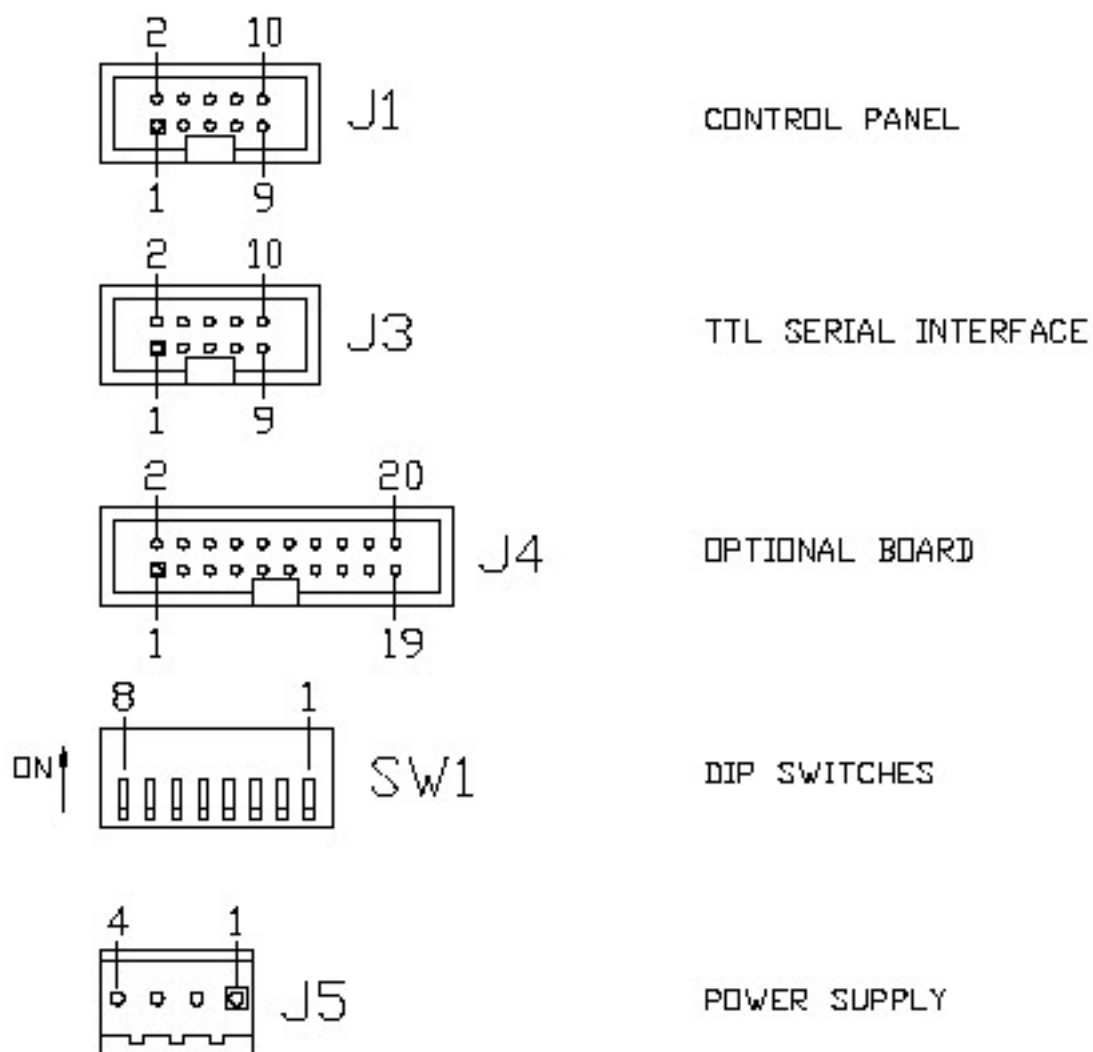 2 10
J1 CONTROL PANEL
1 9
2 10
J3 TTL SERIAL INTERFACE
1 9
2 20
J4 OPTIONAL BOARD
1 19
8 1
ON SW1 DIP SWITCHES
4 1
J5 POWER SUPPLY